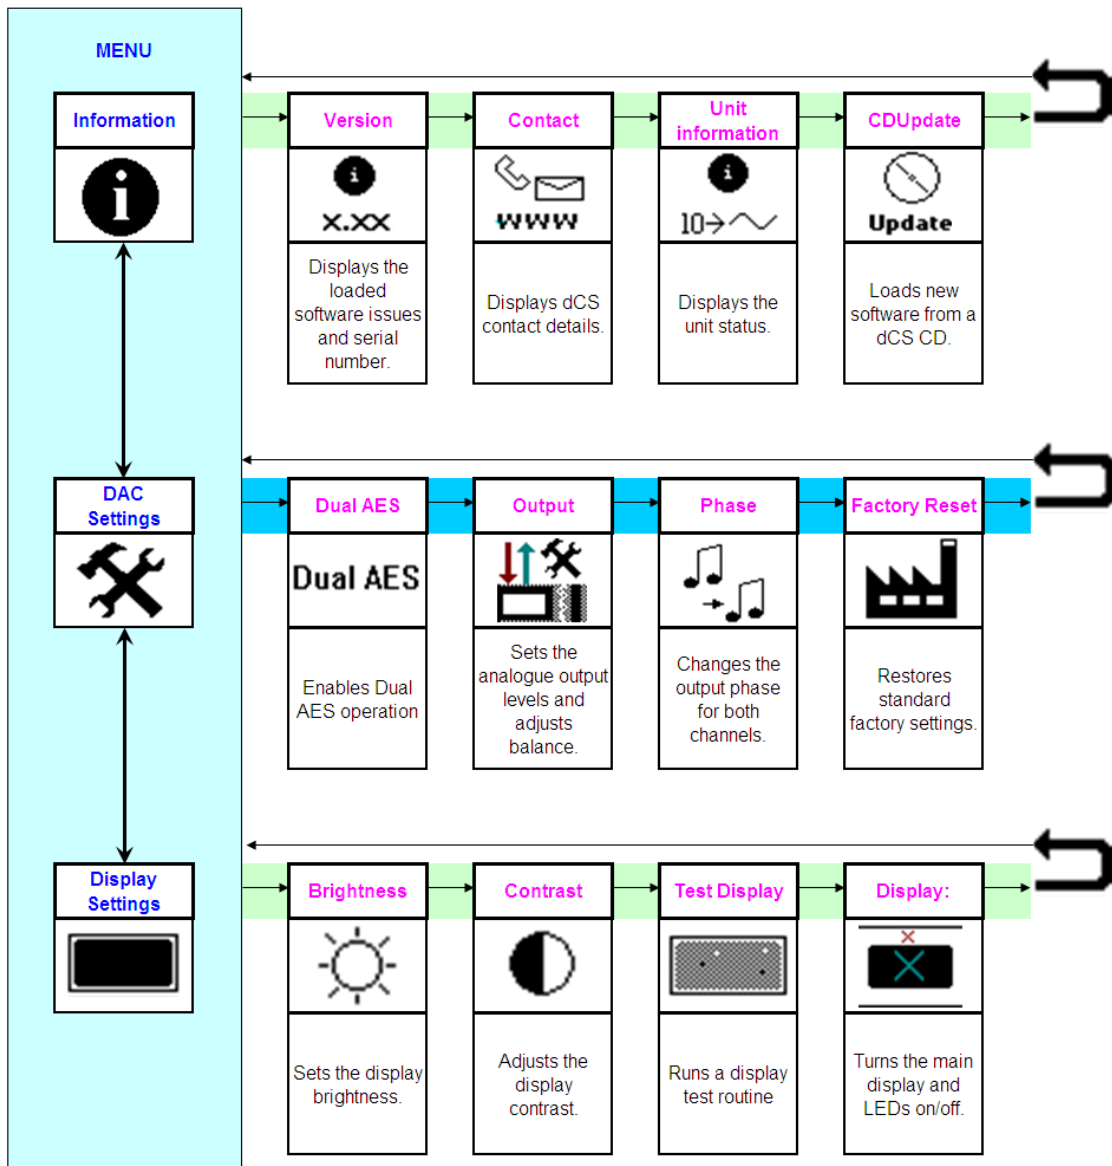 MENU
Information
Version
Contact
Unit
information
CDUpdate
i
i
x.xx
www
i
10→
Update
Displays the
loaded
software issues
and serial
number.
Displays dCS
contact details.
Displays the
unit status.
Loads new
software from a
dCS CD.
DAC
Settings
Dual AES
Output
Phase
Factory Reset
Dual AES
Enables Dual
AES operation
Sets the
analogue output
levels and
adjusts
balance.
Changes the
output phase
for both
channels.
Restores
standard
factory settings.
Display
Settings
Brightness
Contrast
Test Display
Display:
Sets the display
brightness.
Adjusts the
display
contrast.
Runs a display
test routine
Turns the main
display and
LEDs on/off.